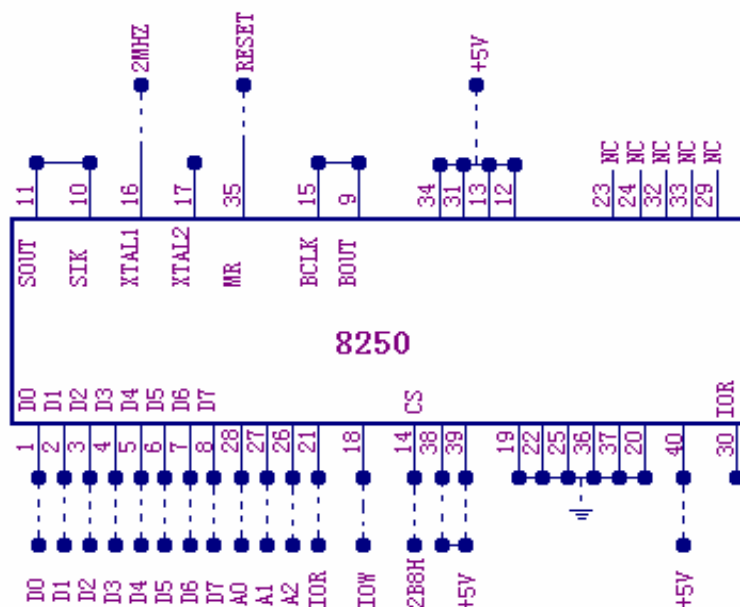 2MHZ RESET +5V
NC NC NC NC NC
11 10 16 17 35 15 9 34 31 13 12 23 24 32 33 29
SOUT SIK XTAL1 XTAL2 MR BCLK BOUT
8250
D0 D1 D2 D3 D4 D5 D6 D7 CS IOR
1 2 3 4 5 6 7 8 28 27 26 21 18 14 38 39 19 22 25 36 37 20 40 30
D0 D1 D2 D3 D4 D5 D6 D7 A0 A1 A2 IOR IOW 2B8H +5V +5V